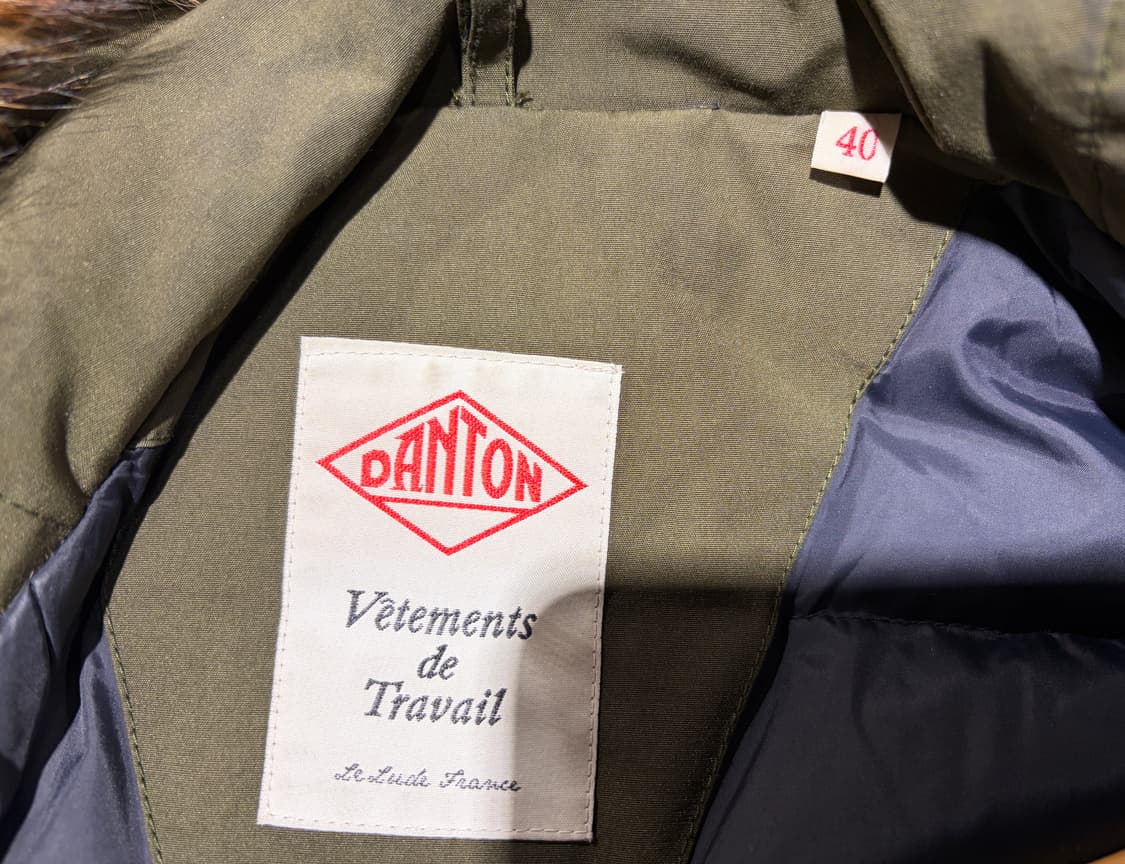 40
DANTON
Vêtements
de
Travail
Le Lude France